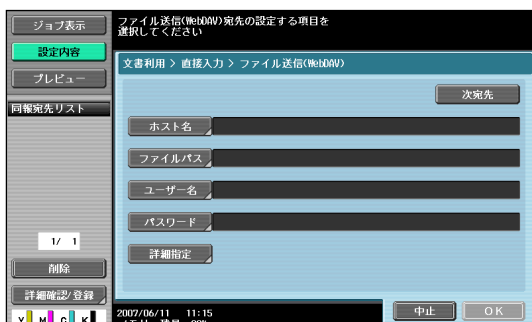 ジョブ表示
ファイル送信(WebDAV)宛先の設定する項目を
選択してください
設定内容
プレビュー
文書利用 > 直接入力 > ファイル送信(WebDAV)
次宛先
同報宛先リスト
ホスト名
ファイルパス
ユーザー名
パスワード
1/ 1
詳細指定
削除
詳細確認/登録
中止
OK
2007/06/11 11:15
Y M C K